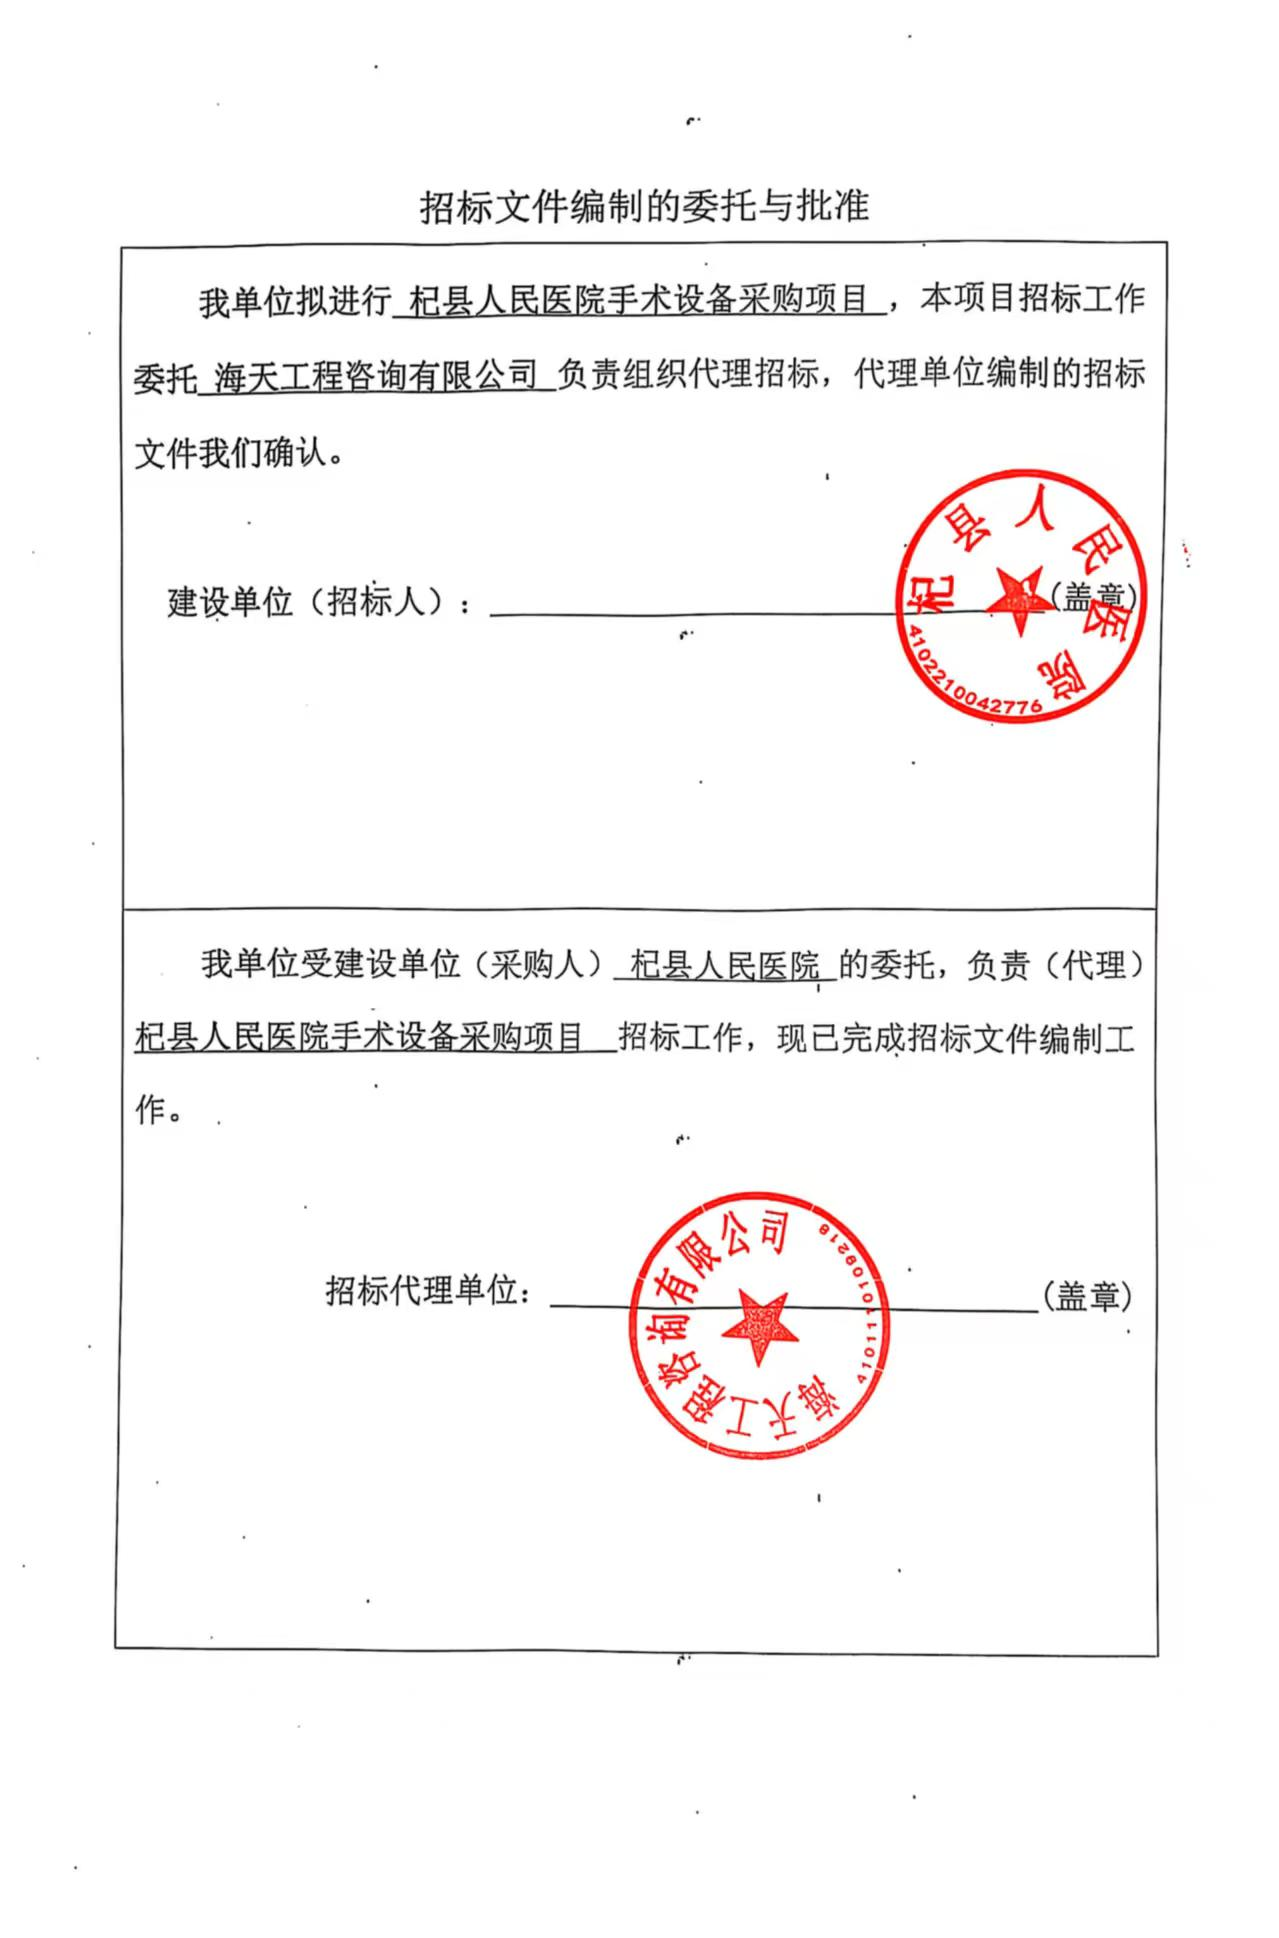 招标文件编制的委托与批准
我单位拟进行 杞县人民医院手术设备采购项目 ，本项目招标工作
委托 海天工程咨询有限公司 负责组织代理招标，代理单位编制的招标
文件我们确认。
杞县人民医院
4102210042776
建设单位（招标人）：(盖章)
我单位受建设单位（采购人） 杞县人民医院 的委托，负责（代理）
杞县人民医院手术设备采购项目 招标工作，现已完成招标文件编制工
作。
海天工程咨询有限公司
4101110109218
招标代理单位：(盖章)